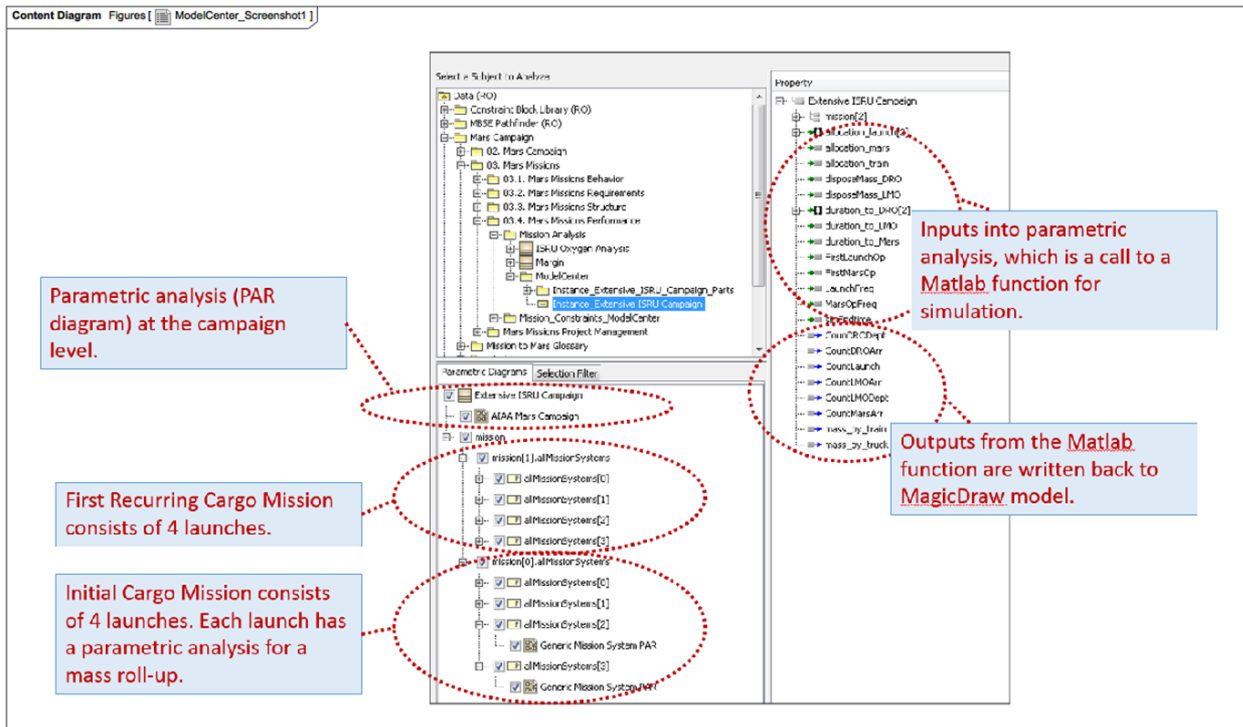 Content Diagram Figures [ ModelCenter_Screenshot1 ]
Select a Subject to Analyze
Data (RO)
Constraint Block Library (RO)
MBSE Pathfinder (RO)
Mars Campaign
02. Mars Campaign
03. Mars Missions
03.1. Mars Missions Behavior
03.2. Mars Missions Requirements
03.3. Mars Missions Structure
03.4. Mars Missions Performance
Mission Analysis
ISRU Oxygen Analysis
Margin
ModelCenter
Instance_Extensive_ISRU_Campaign_Parts
Instance_Extensive ISRU Campaign
Mission_Constraints_ModelCenter
Mars Missions Project Management
Mission to Mars Glossary
Parametric Diagrams
Selection Filter
Extensive ISRU Campaign
AIAA Mars Campaign
mission
mission[1].allMissionSystems
allMissionSystems[0]
allMissionSystems[1]
allMissionSystems[2]
allMissionSystems[3]
mission[0].allMissionSystems
allMissionSystems[0]
allMissionSystems[1]
allMissionSystems[2]
Generic Mission System PAR
allMissionSystems[3]
Generic Mission System PAR
Property
Extensive ISRU Campaign
mission[2]
allocation_launch[2]
allocation_mars
allocation_train
disposeMass_DRO
disposeMass_LMO
duration_to_DRO[2]
duration_to_LMO
duration_to_Mars
FirstLaunchOp
FirstMarsOp
LaunchFreq
MarsOpFreq
CountDRODept
CountDROArr
CountLaunch
CountLMOArr
CountLMODept
CountMarsArr
mass_by_train
mass_by_truck
Parametric analysis (PAR
diagram) at the campaign
level.
First Recurring Cargo Mission
consists of 4 launches.
Initial Cargo Mission consists
of 4 launches. Each launch has
a parametric analysis for a
mass roll-up.
Inputs into parametric
analysis, which is a call to a
Matlab function for
simulation.
Outputs from the Matlab
function are written back to
MagicDraw model.